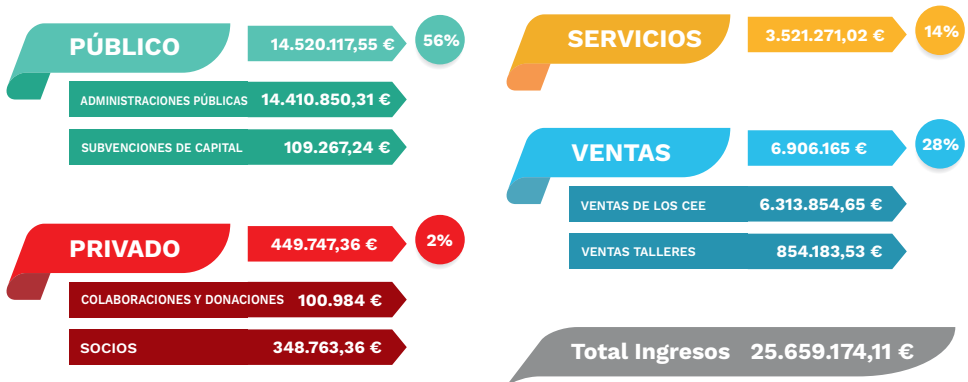 PÚBLICO 14.520.117,55 € 56%
ADMINISTRACIONES PÚBLICAS 14.410.850,31 €
SUBVENCIONES DE CAPITAL 109.267,24 €
PRIVADO 449.747,36 € 2%
COLABORACIONES Y DONACIONES 100.984 €
SOCIOS 348.763,36 €
SERVICIOS 3.521.271,02 € 14%
VENTAS 6.906.165 € 28%
VENTAS DE LOS CEE 6.313.854,65 €
VENTAS TALLERES 854.183,53 €
Total Ingresos 25.659.174,11 €